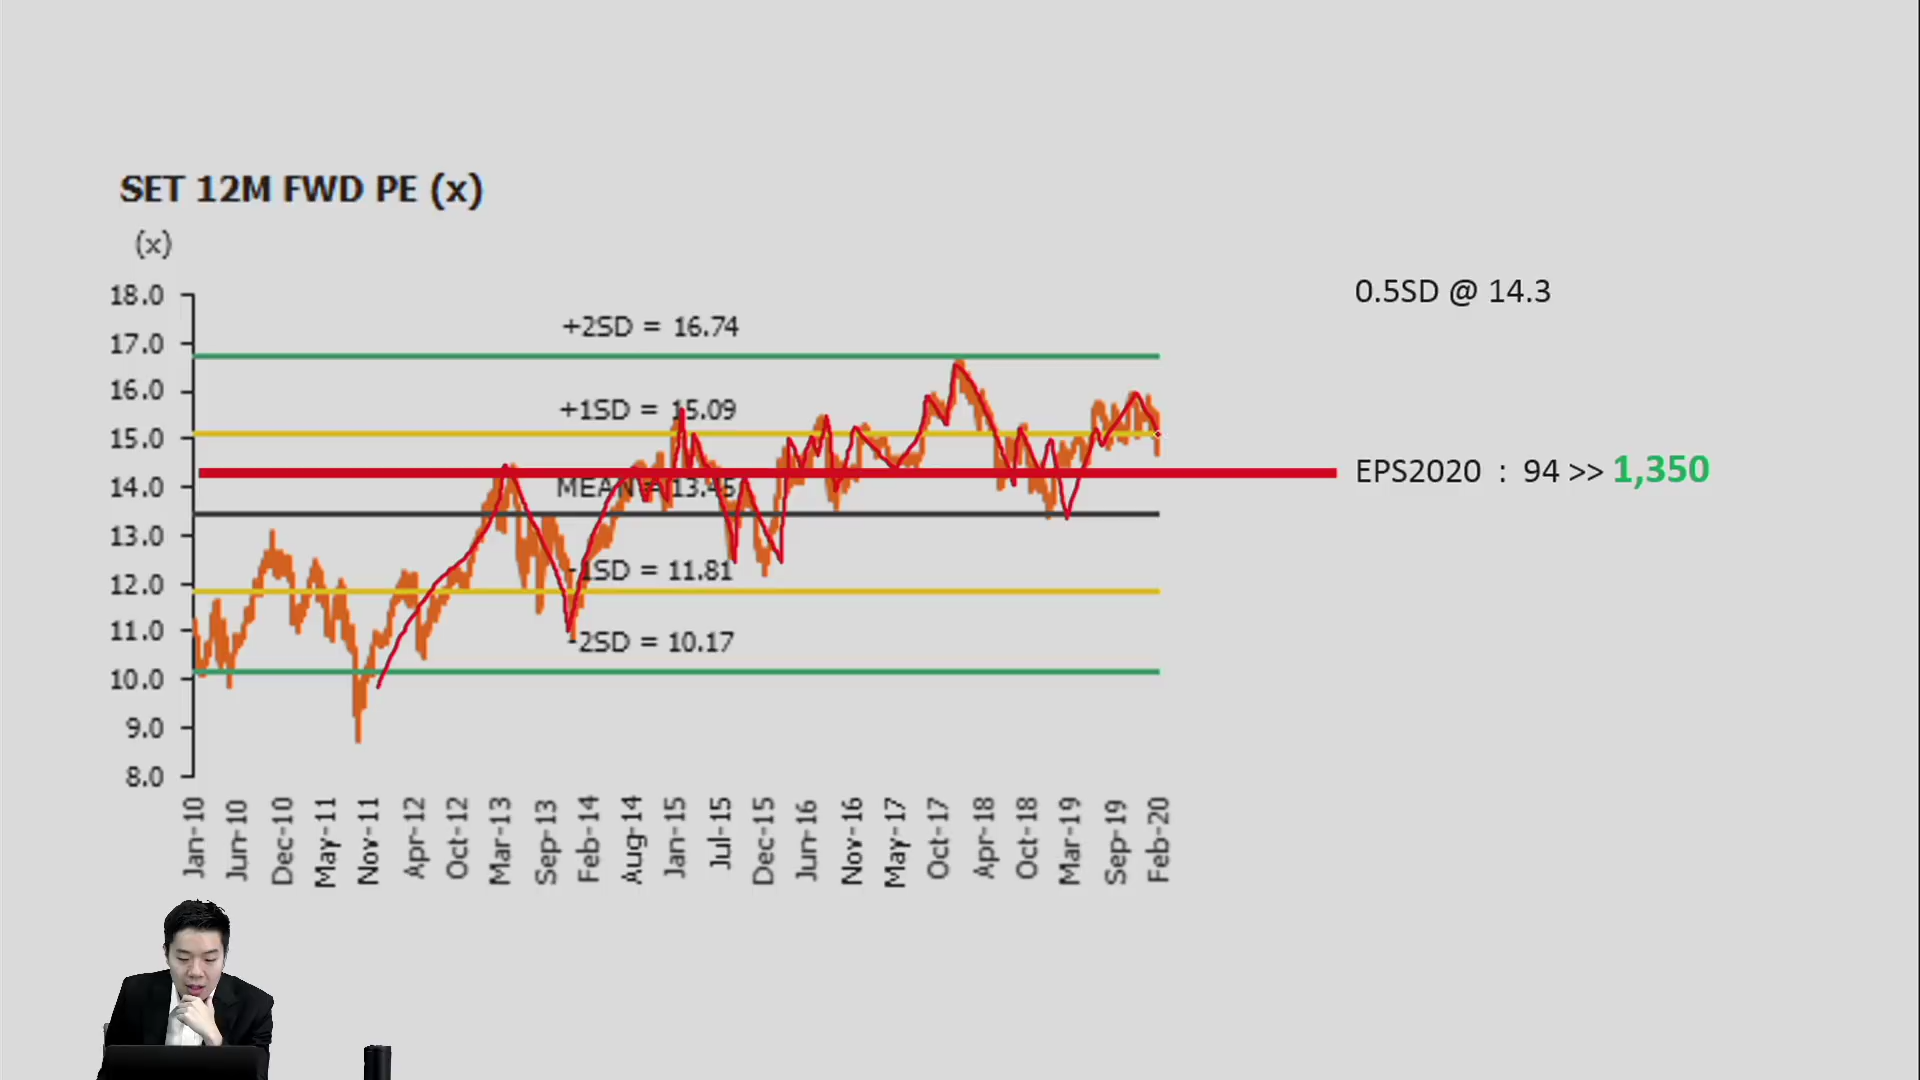 SET 12M FWD PE (x)
(x)
18.0
17.0
16.0
15.0
14.0
13.0
12.0
11.0
10.0
9.0
8.0
+2SD = 16.74
+1SD = 15.09
MEAN = 13.45
-1SD = 11.81
-2SD = 10.17
Jan-10
Jun-10
Dec-10
May-11
Nov-11
Apr-12
Oct-12
Mar-13
Sep-13
Feb-14
Aug-14
Jan-15
Jul-15
Dec-15
Jun-16
Nov-16
May-17
Oct-17
Apr-18
Oct-18
Mar-19
Sep-19
Feb-20
0.5SD @ 14.3
EPS2020 : 94 >> 1,350